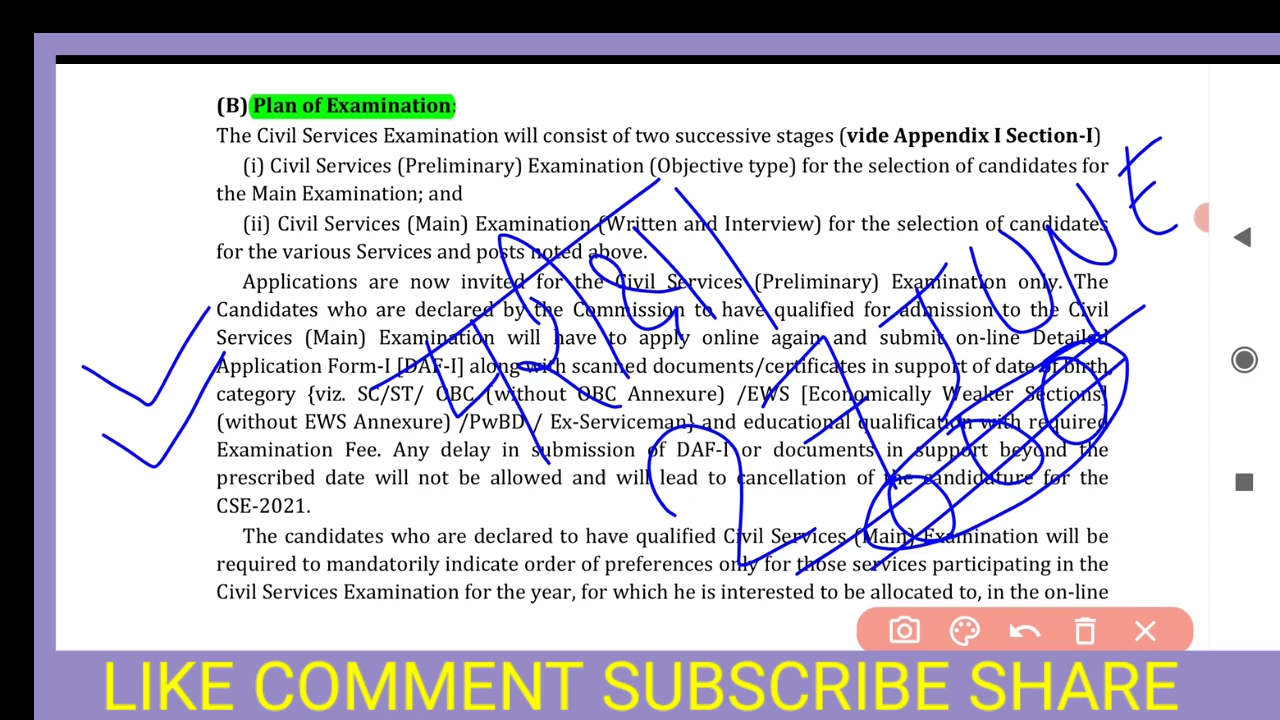 (B) Plan of Examination:
The Civil Services Examination will consist of two successive stages (vide Appendix I Section-I)
(i) Civil Services (Preliminary) Examination (Objective type) for the selection of candidates for
the Main Examination; and
(ii) Civil Services (Main) Examination (Written and Interview) for the selection of candidates
for the various Services and posts noted above.
Applications are now invited for the Civil Services (Preliminary) Examination only. The
Candidates who are declared by the Commission to have qualified for admission to the Civil
Services (Main) Examination will have to apply online again and submit on-line Detailed
Application Form-I [DAF-I] along with scanned documents/certificates in support of date of birth,
category {viz. SC/ST/ OBC (without OBC Annexure) /EWS [Economically Weaker Sections]
(without EWS Annexure) /PwBD / Ex-Serviceman} and educational qualification with required
Examination Fee. Any delay in submission of DAF-I or documents in support beyond the
prescribed date will not be allowed and will lead to cancellation of the candidature for the
CSE-2021.
The candidates who are declared to have qualified Civil Services (Main) Examination will be
required to mandatorily indicate order of preferences only for those services participating in the
Civil Services Examination for the year, for which he is interested to be allocated to, in the on-line
APRIL
27 JUNE
LIKE COMMENT SUBSCRIBE SHARE